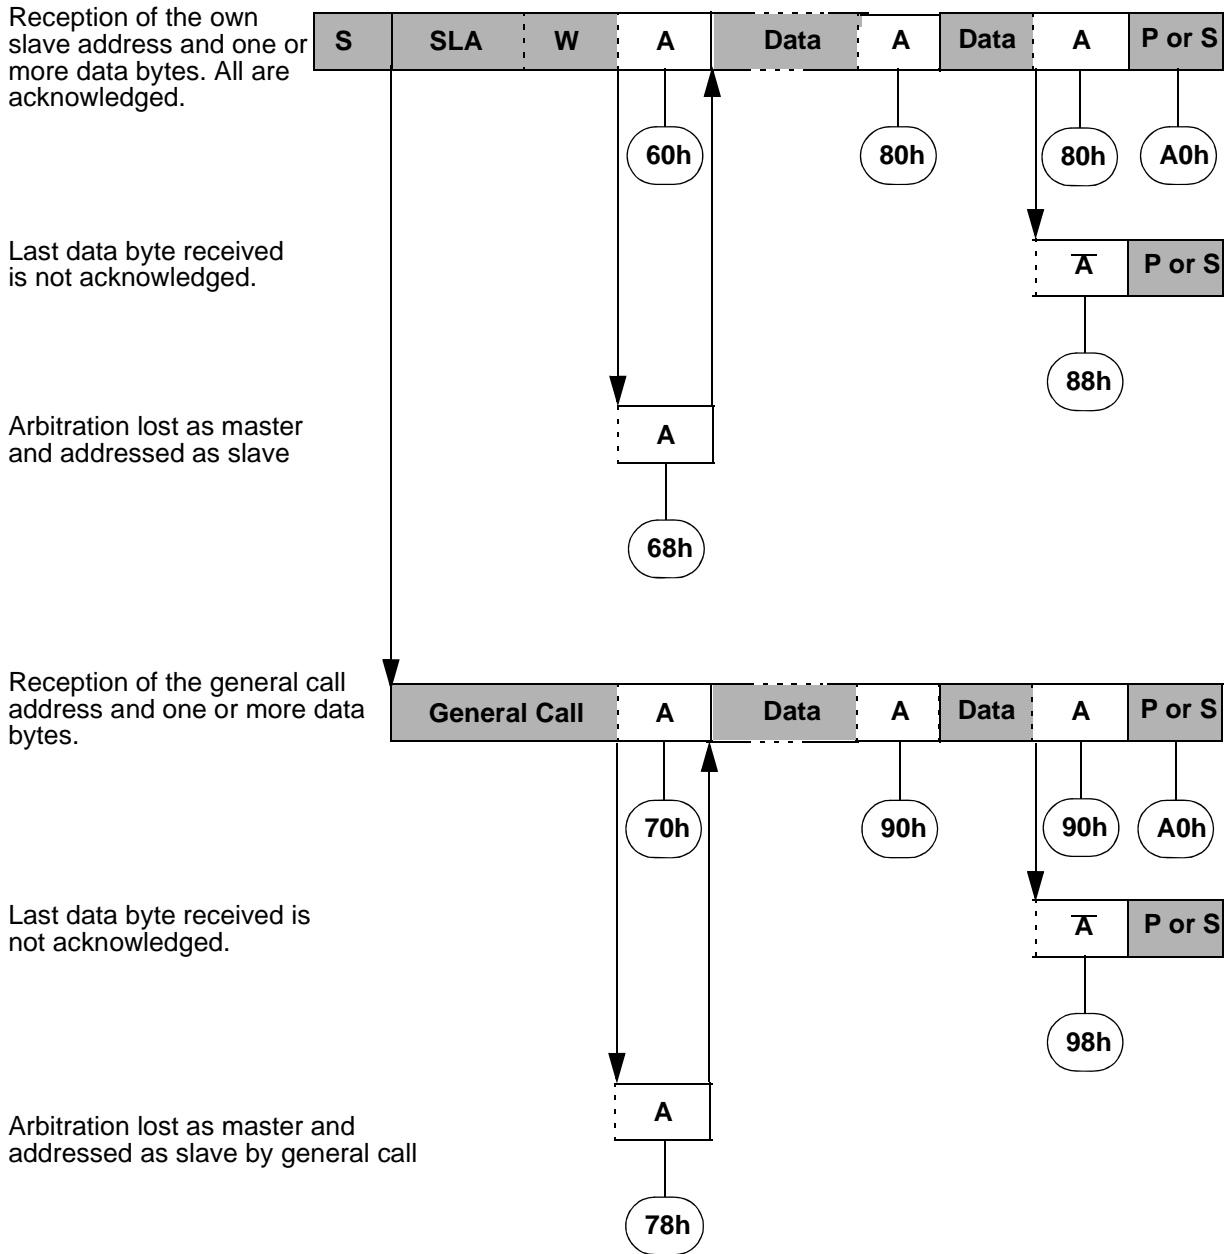 Reception of the own
slave address and one or
more data bytes. All are
acknowledged.
S SLA W A Data A Data A P or S
60h 80h 80h A0h
Last data byte received
is not acknowledged.
A̅ P or S
88h
Arbitration lost as master
and addressed as slave
A
68h
Reception of the general call
address and one or more data
bytes.
General Call A Data A Data A P or S
70h 90h 90h A0h
Last data byte received is
not acknowledged.
A̅ P or S
98h
Arbitration lost as master and
addressed as slave by general call
A
78h